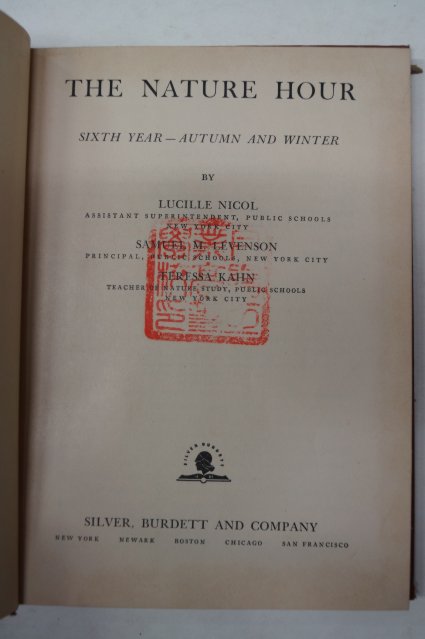 THE NATURE HOUR
SIXTH YEAR — AUTUMN AND WINTER
BY
LUCILLE NICOL
ASSISTANT SUPERINTENDENT, PUBLIC SCHOOLS
NEW YORK CITY
SAMUEL M. LEVENSON
PRINCIPAL, PUBLIC SCHOOLS, NEW YORK CITY
TERESSA KAHN
TEACHER OF NATURE STUDY, PUBLIC SCHOOLS
NEW YORK CITY
SILVER BURDETT
SILVER, BURDETT AND COMPANY
NEW YORK NEWARK BOSTON CHICAGO SAN FRANCISCO